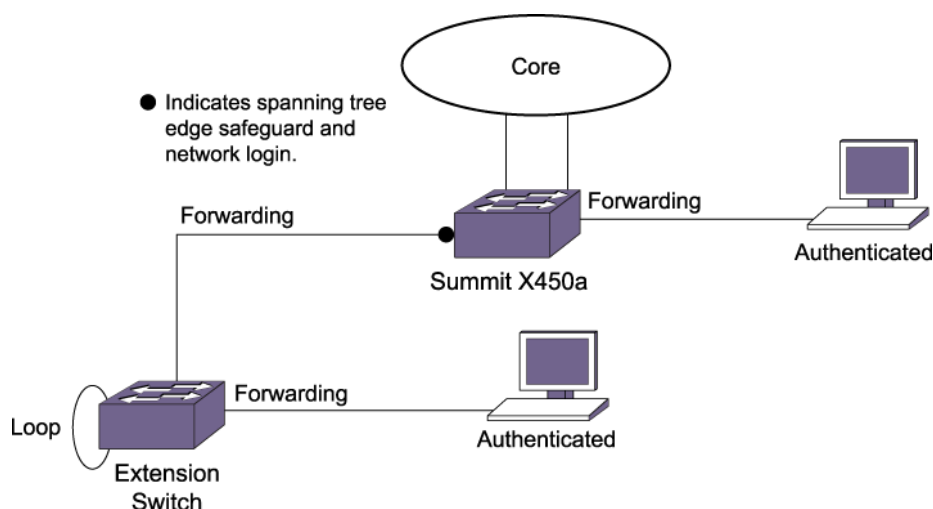 Core
Indicates spanning tree
edge safeguard and
network login.
Forwarding
Forwarding
Authenticated
Summit X450a
Forwarding
Authenticated
Loop
Extension
Switch